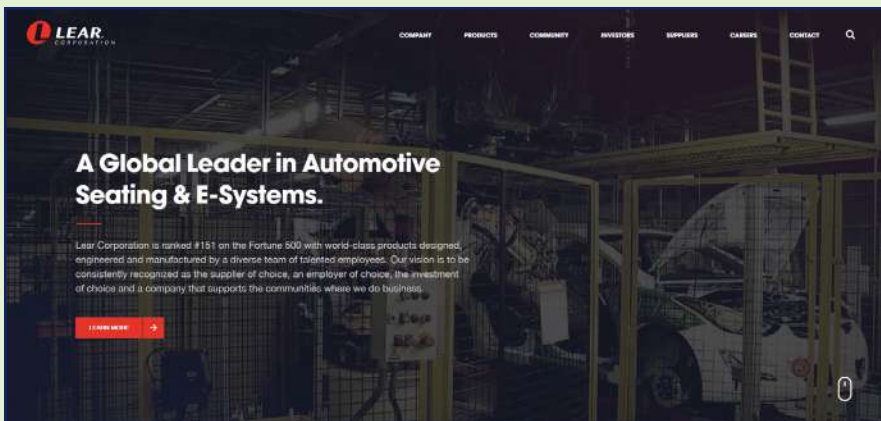 LEAR.
CORPORATION
COMPANY
PRODUCTS
COMMUNITY
INVESTORS
SUPPLIERS
CAREERS
CONTACT
A Global Leader in Automotive
Seating & E-Systems.
Lear Corporation is ranked #151 on the Fortune 500 with world-class products designed,
engineered and manufactured by a diverse team of talented employees. Our vision is to be
consistently recognized as the supplier of choice, an employer of choice, the investment
of choice and a company that supports the communities where we do business.
LEARN MORE